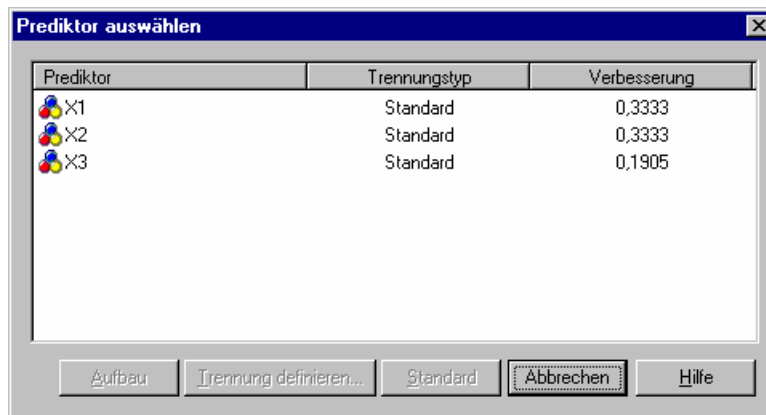 Prediktor auswählen
Prediktor Trennungstyp Verbesserung
X1 Standard 0,3333
X2 Standard 0,3333
X3 Standard 0,1905
Aufbau Trennung definieren... Standard Abbrechen Hilfe